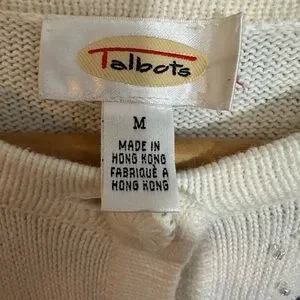 Talbots
M
MADE IN
HONG KONG
FABRIQUÉ À
HONG KONG